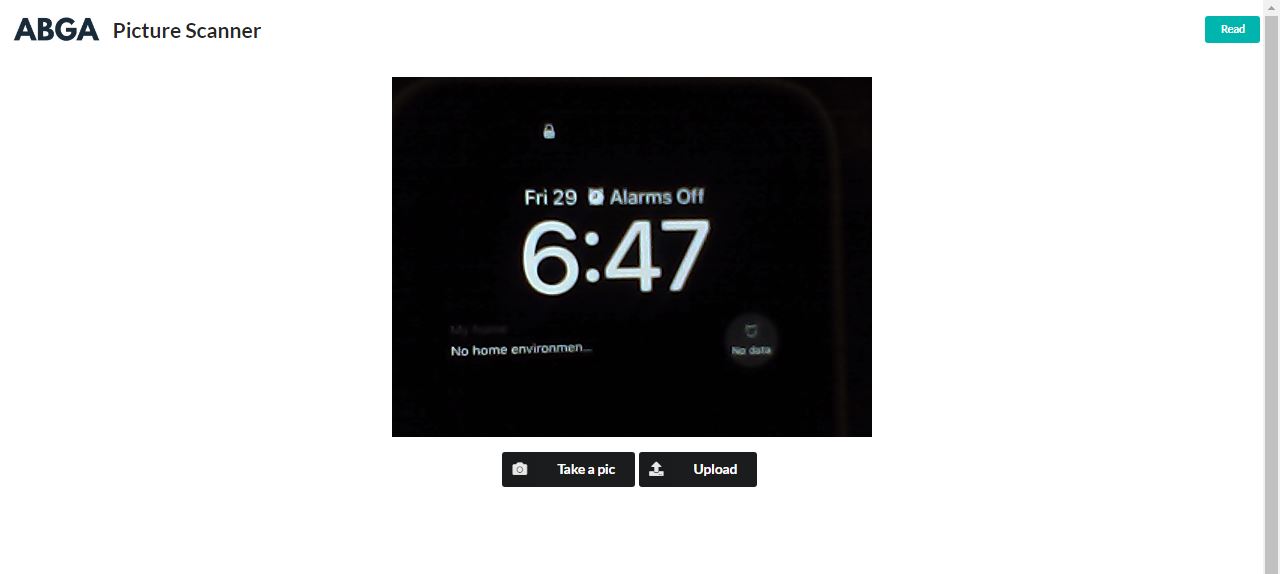 ABGA Picture Scanner
Read
Fri 29 Alarms Off
6:47
My home
No home environmen...
No data
Take a pic
Upload